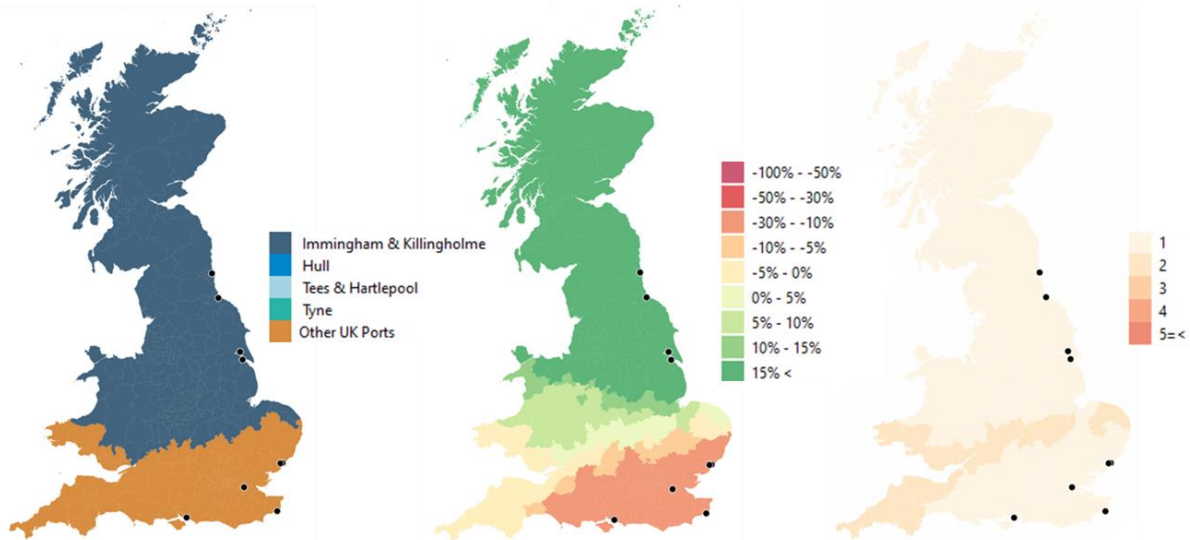 Immingham & Killingholme
Hull
Tees & Hartlepool
Tyne
Other UK Ports
-100% - -50%
-50% - -30%
-30% - -10%
-10% - -5%
-5% - 0%
0% - 5%
5% - 10%
10% - 15%
15% <
1
2
3
4
5=<